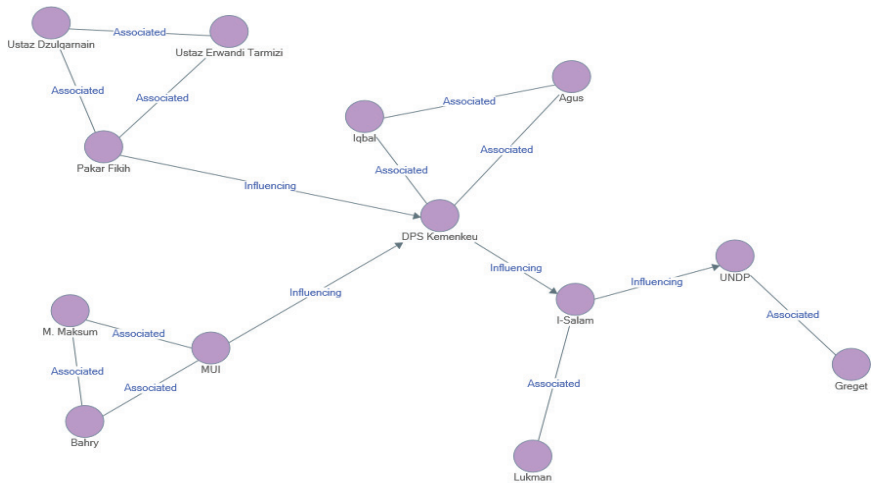 Ustaz Dzulqarnain
Associated
Ustaz Erwandi Tarmizi
Associated
Associated
Pakar Fikih
Agus
Associated
Iqbal
Associated
Associated
Influencing
DPS Kemenkeu
Influencing
Influencing
UNDP
Influencing
I-Salam
M. Maksum
Associated
MUI
Associated
Associated
Bahry
Associated
Greget
Associated
Lukman